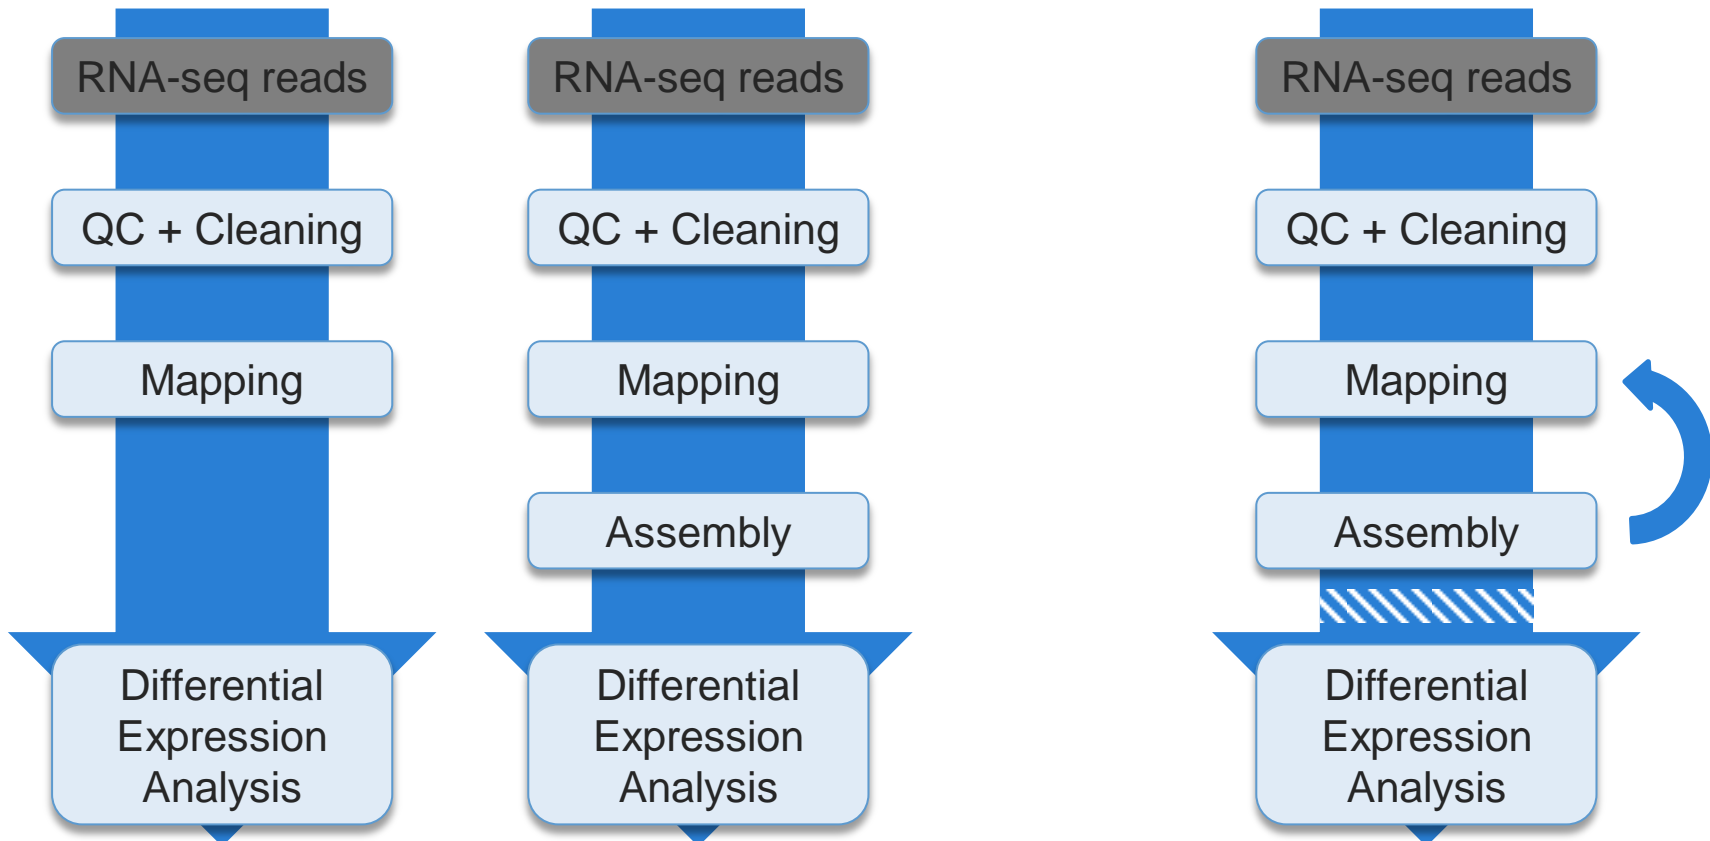 RNA-seq reads
QC + Cleaning
Mapping
Differential
Expression
Analysis
RNA-seq reads
QC + Cleaning
Mapping
Assembly
Differential
Expression
Analysis
RNA-seq reads
QC + Cleaning
Mapping
Assembly
Differential
Expression
Analysis